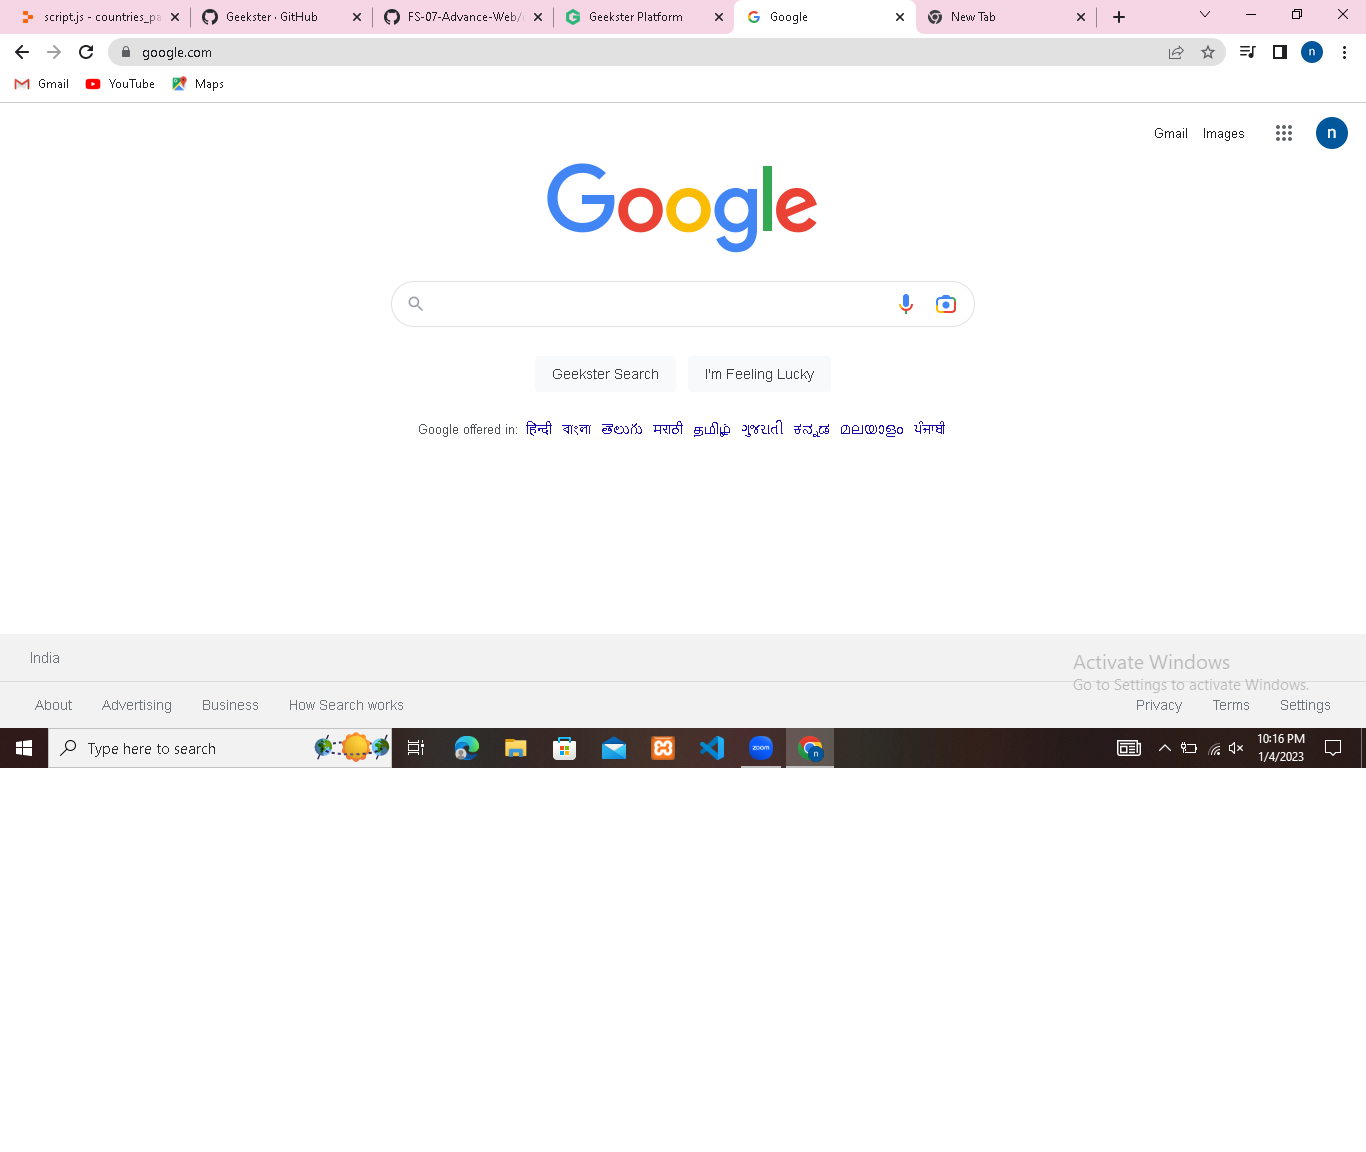 script.js - countries_pa
Geekster · GitHub
FS-07-Advance-Web/
Geekster Platform
Google
New Tab
google.com
n
Gmail
YouTube
Maps
Gmail
Images
n
Google
Geekster Search
I'm Feeling Lucky
Google offered in: हिन्दी বাংলা తెలుగు मराठी தமிழ் ગુજરાતી ಕನ್ನಡ മലയാളം ਪੰਜਾਬੀ
India
Activate Windows
Go to Settings to activate Windows.
About
Advertising
Business
How Search works
Privacy
Terms
Settings
Type here to search
zoom
n
10:16 PM
1/4/2023